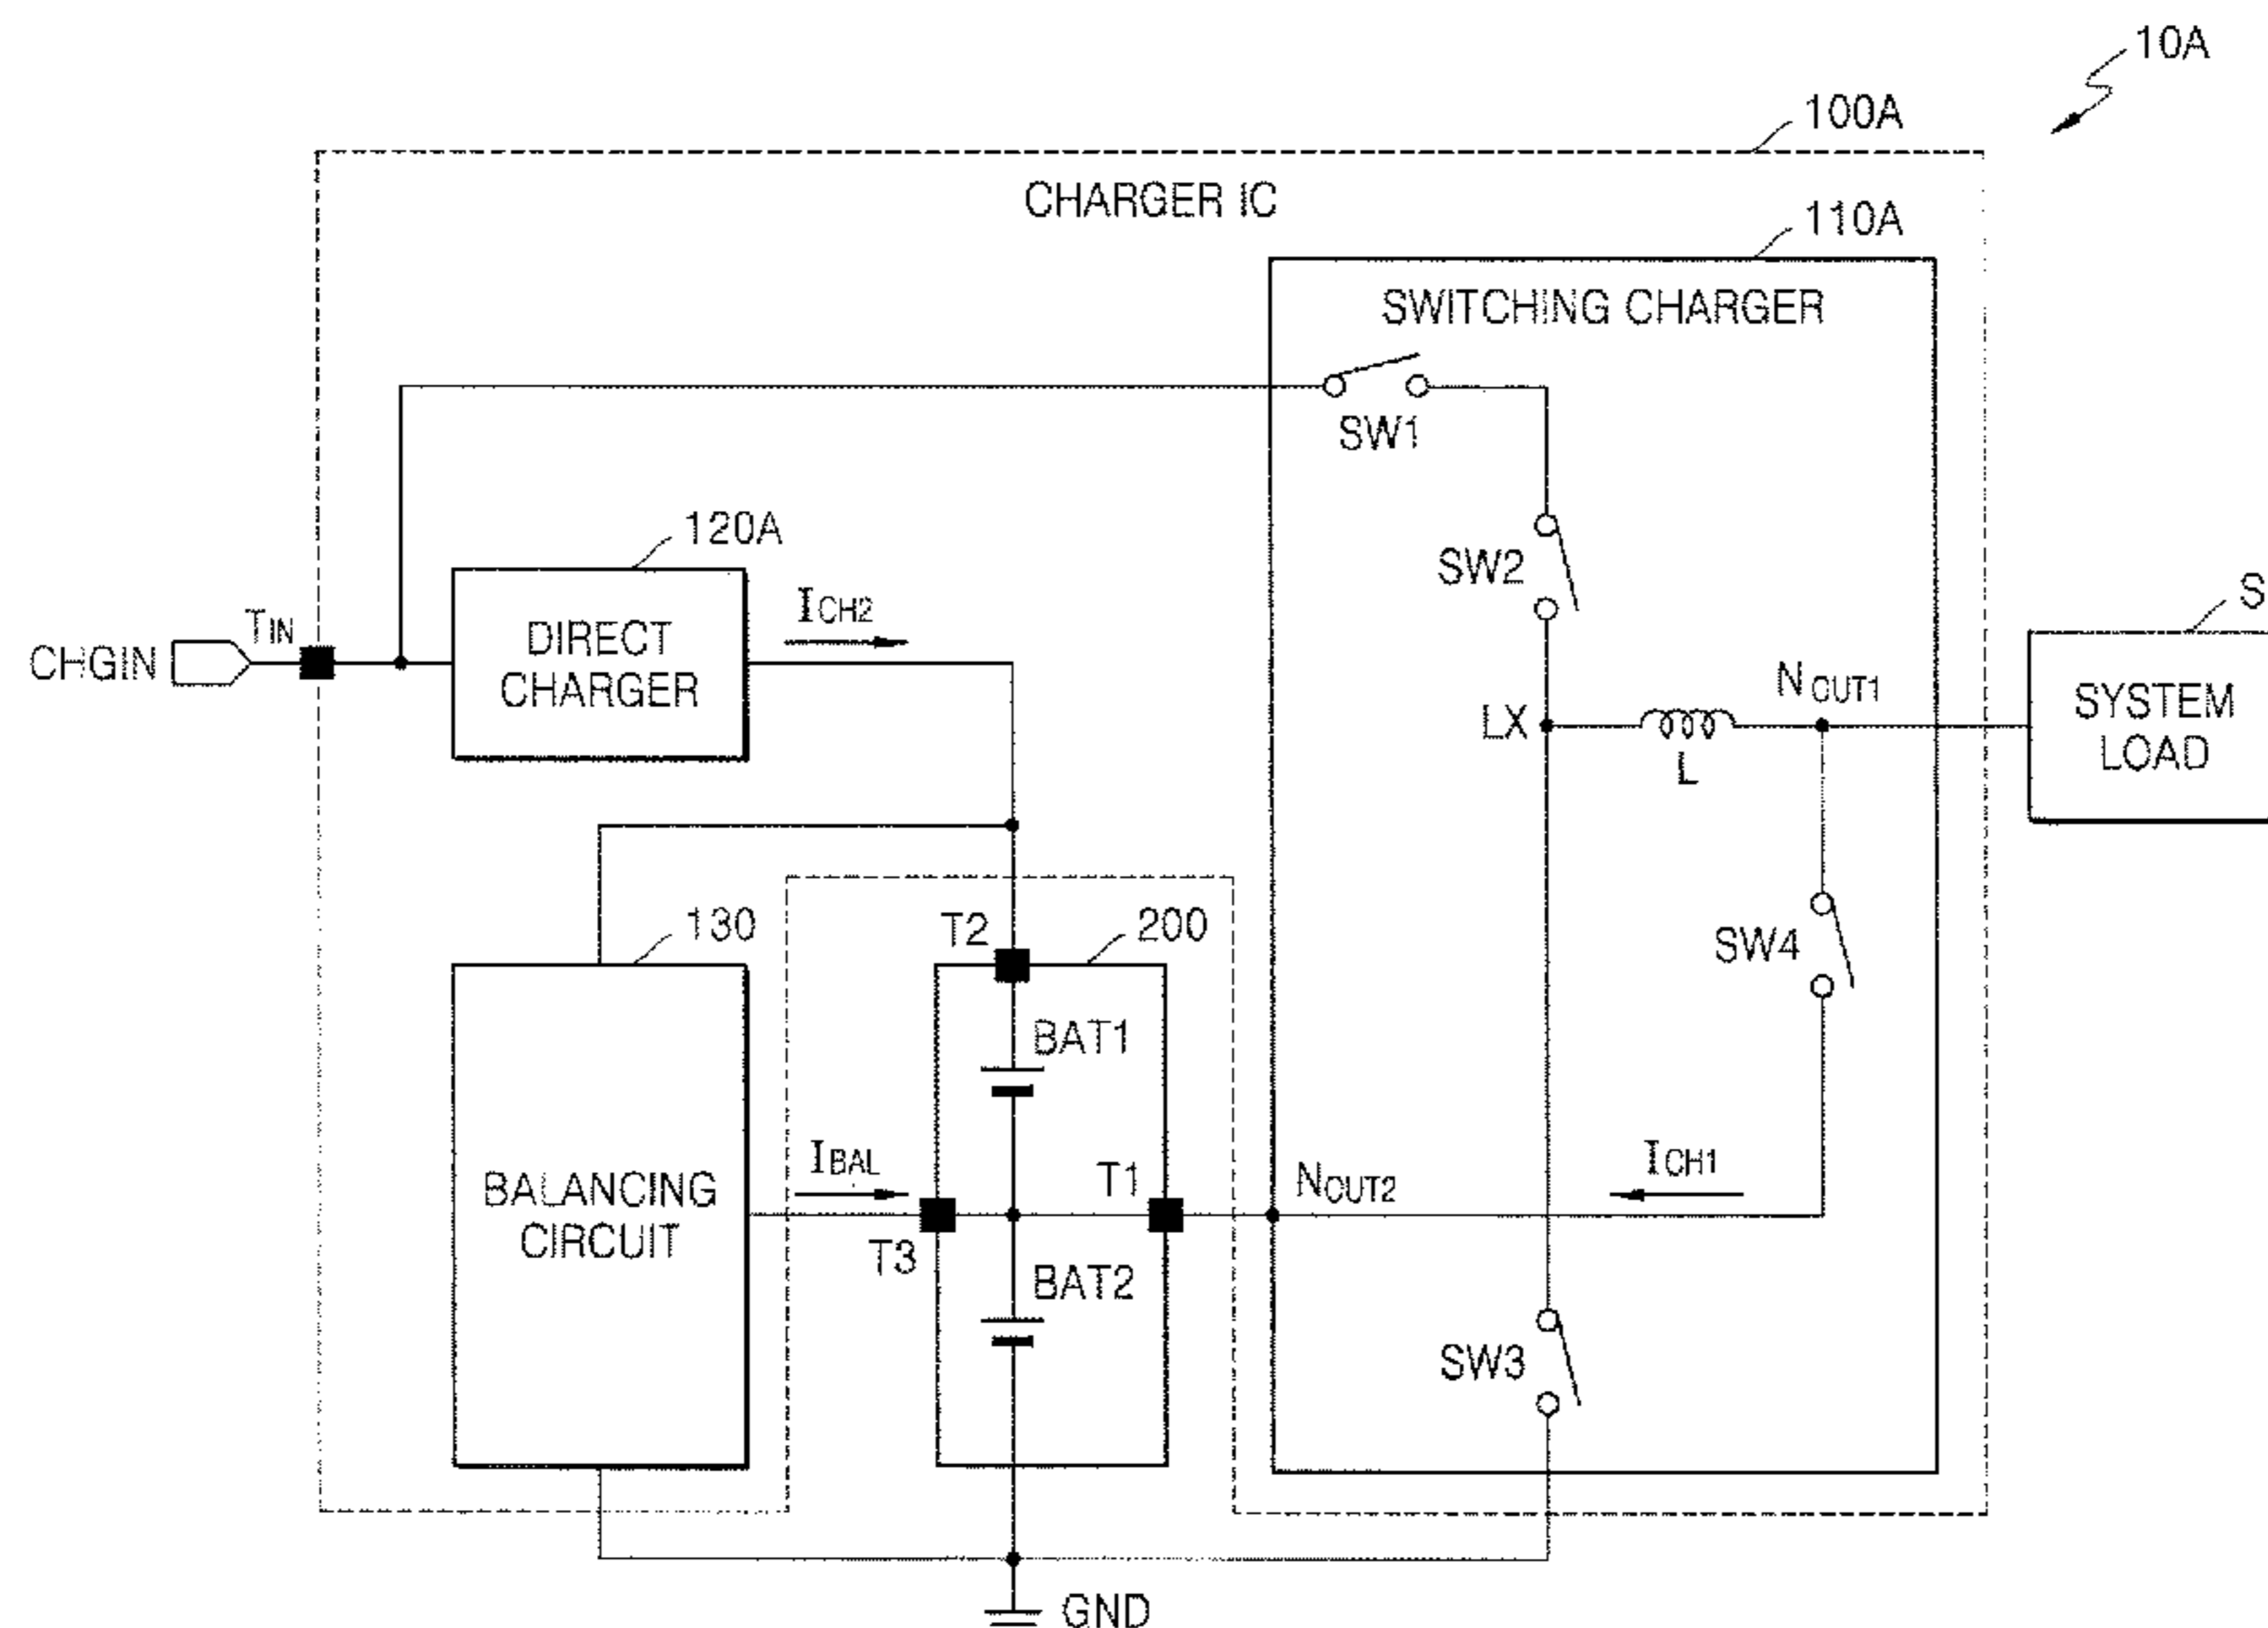 10A
100A
CHARGER IC
110A
SWITCHING CHARGER
SW1
120A
SW2
ICH2
TIN
DIRECT
CHARGER
CHGIN
S
NOUT1
SYSTEM
LOAD
LX
L
130
T2
200
SW4
BAT1
IBAL
T1
NOUT2
ICH1
BALANCING
CIRCUIT
T3
BAT2
SW3
GND